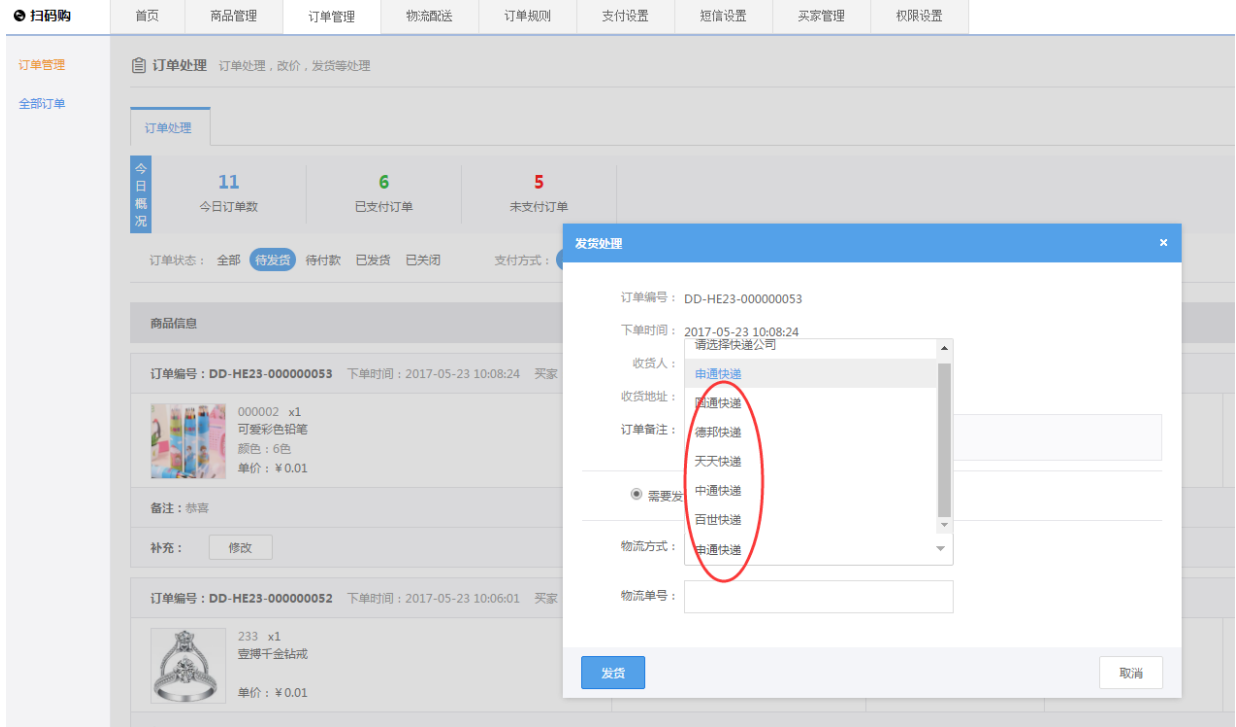 扫码购 首页 商品管理 订单管理 物流配送 订单规则 支付设置 短信设置 买家管理 权限设置
订单管理
全部订单
订单处理 订单处理，改价，发货等处理
订单处理
今日概况
11 6 5
今日订单数 已支付订单 未支付订单
订单状态： 全部 待发货 待付款 已发货 已关闭 支付方式：
商品信息
订单编号：DD-HE23-000000053 下单时间：2017-05-23 10:08:24 买家
000002 x1
可爱彩色铅笔
颜色：6色
单价：¥0.01
备注：恭喜
补充： 修改
订单编号：DD-HE23-000000052 下单时间：2017-05-23 10:06:01 买家
233 x1
壹搏千金钻戒
单价：¥0.01
发货处理 ×
订单编号： DD-HE23-000000053
下单时间： 2017-05-23 10:08:24
收货人：
收货地址：
订单备注：
请选择快递公司
申通快递
圆通快递
德邦快递
天天快递
中通快递
百世快递
需要发
物流方式： 申通快递
物流单号：
发货 取消